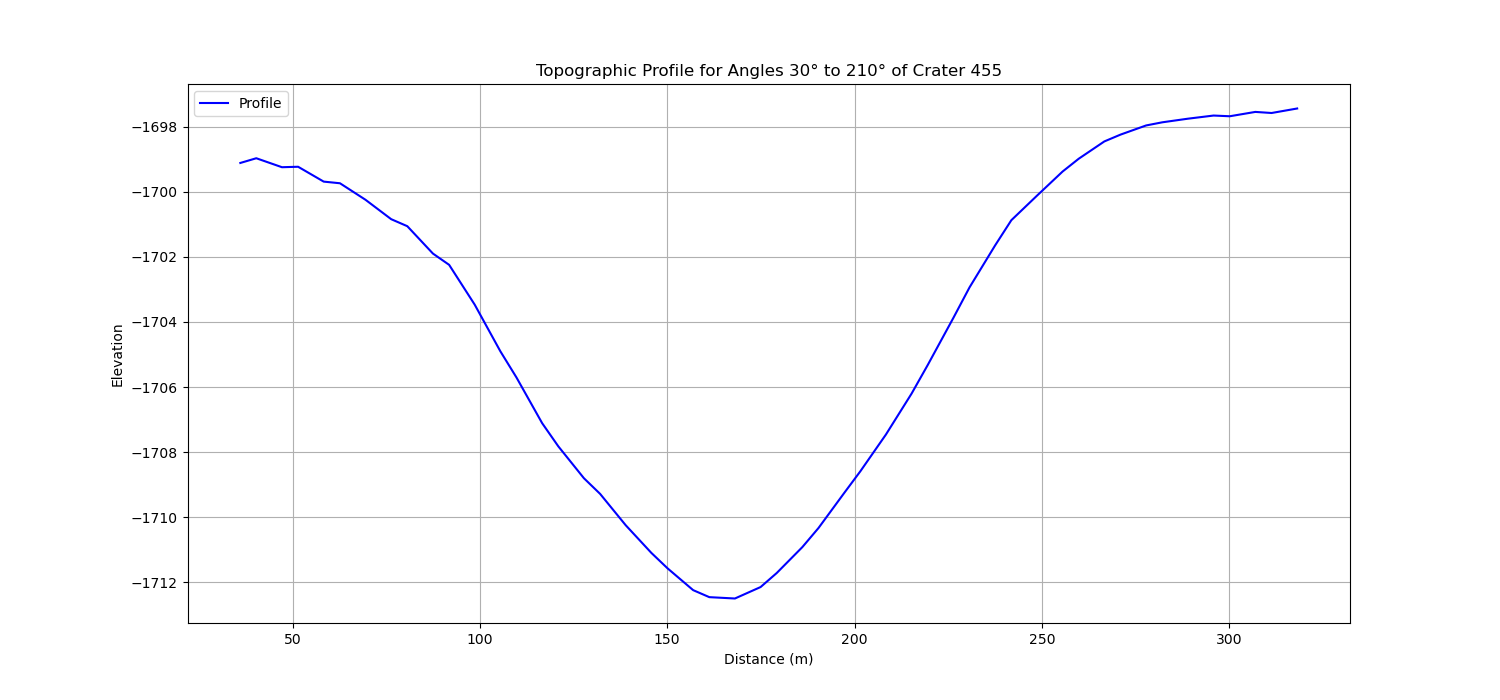 Topographic Profile for Angles 30° to 210° of Crater 455
Profile
−1698
−1700
−1702
−1704
−1706
−1708
−1710
−1712
Elevation
50 100 150 200 250 300
Distance (m)